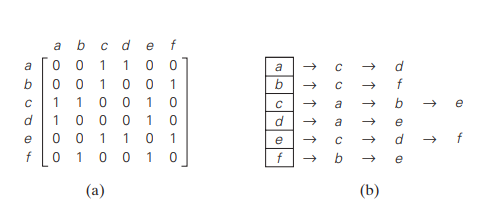 a b c d e f
a 0 0 1 1 0 0
b 0 0 1 0 0 1
c 1 1 0 0 1 0
d 1 0 0 0 1 0
e 0 0 1 1 0 1
f 0 1 0 0 1 0
(a)
a → c → d
b → c → f
c → a → b → e
d → a → e
e → c → d → f
f → b → e
(b)